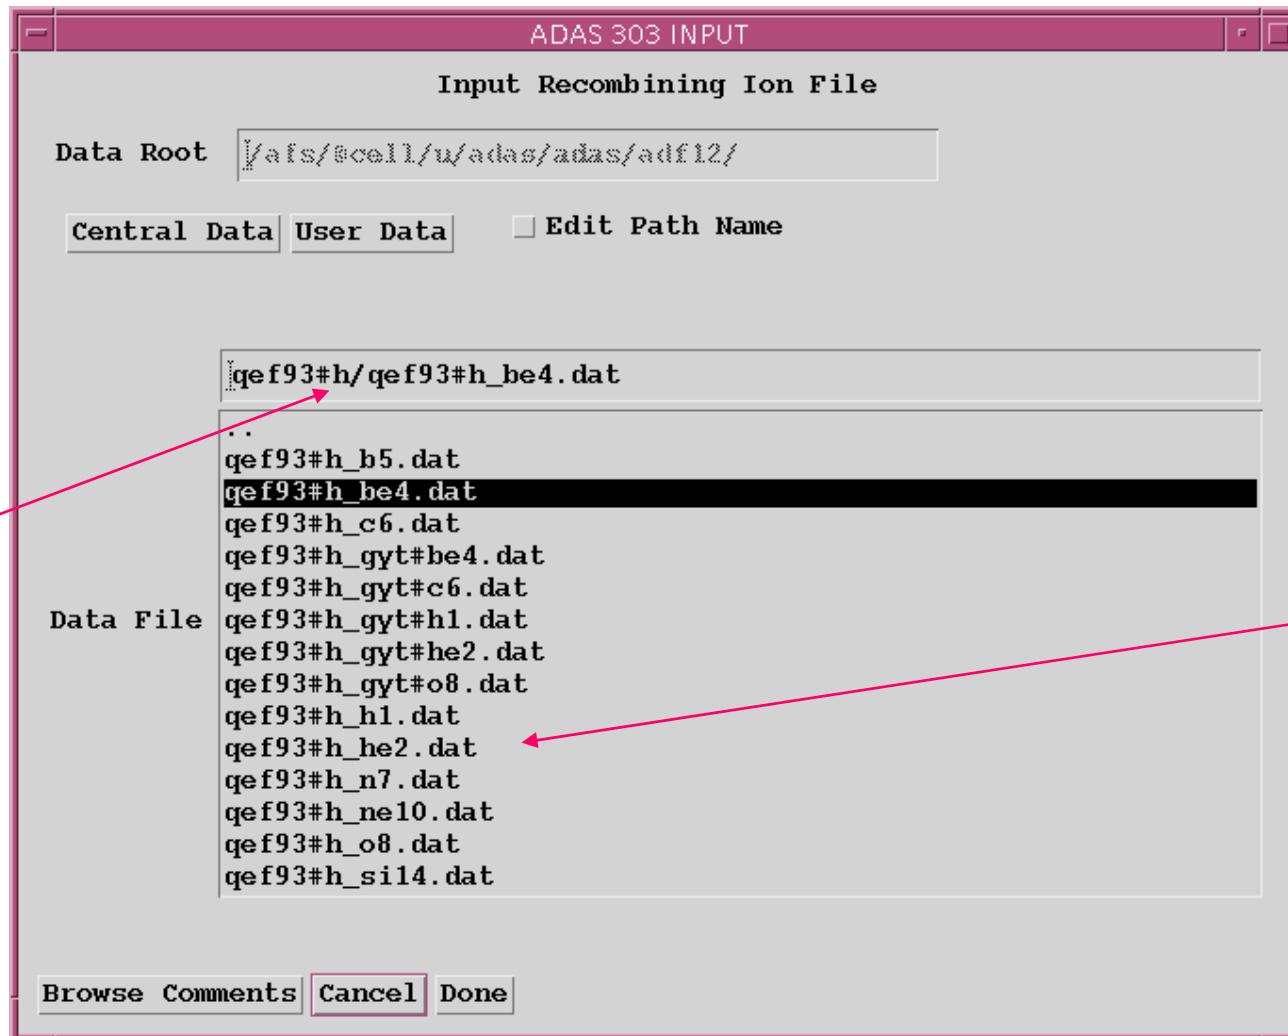 ADAS 303 INPUT
Input Recombining Ion File
Data Root /afs/@cell/u/adas/adas/adf12/
Central Data User Data Edit Path Name
qef93#h/qef93#h_be4.dat
..
qef93#h_b5.dat
qef93#h_be4.dat
qef93#h_c6.dat
qef93#h_gyt#be4.dat
qef93#h_gyt#c6.dat
Data File qef93#h_gyt#h1.dat
qef93#h_gyt#he2.dat
qef93#h_gyt#o8.dat
qef93#h_h1.dat
qef93#h_he2.dat
qef93#h_n7.dat
qef93#h_ne10.dat
qef93#h_o8.dat
qef93#h_si14.dat
Browse Comments Cancel Done